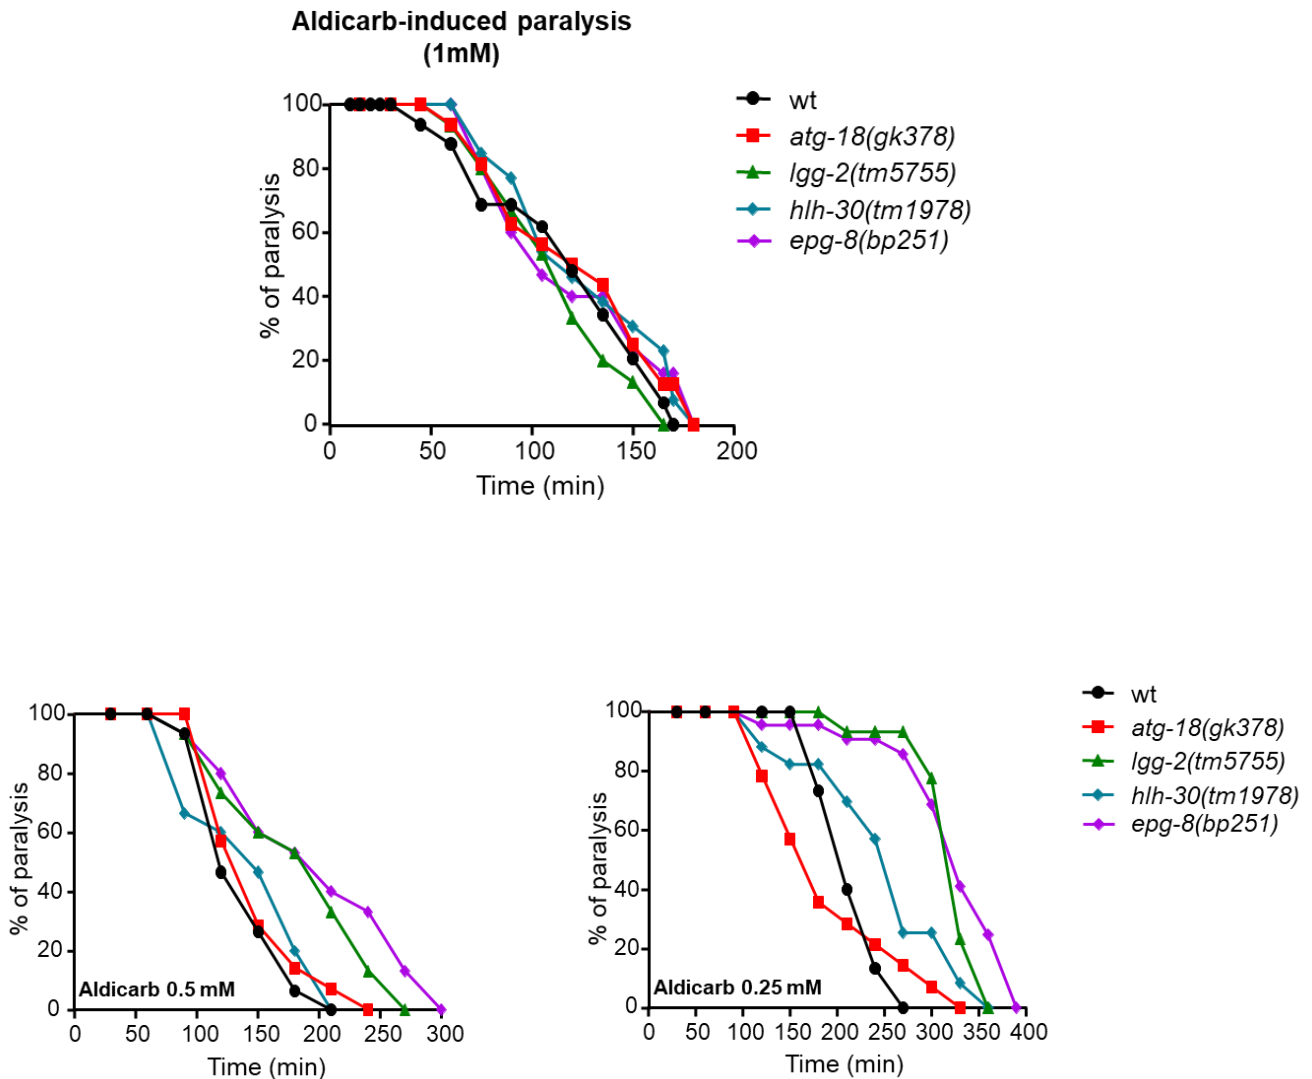 Aldicarb-induced paralysis
(1mM)
% of paralysis
100
80
60
40
20
0
0 50 100 150 200
Time (min)
wt
atg-18(gk378)
lgg-2(tm5755)
hlh-30(tm1978)
epg-8(bp251)
% of paralysis
100
80
60
40
20
0
Aldicarb 0.5 mM
0 50 100 150 200 250 300
Time (min)
% of paralysis
100
80
60
40
20
0
Aldicarb 0.25 mM
0 50 100 150 200 250 300 350 400
Time (min)
wt
atg-18(gk378)
lgg-2(tm5755)
hlh-30(tm1978)
epg-8(bp251)